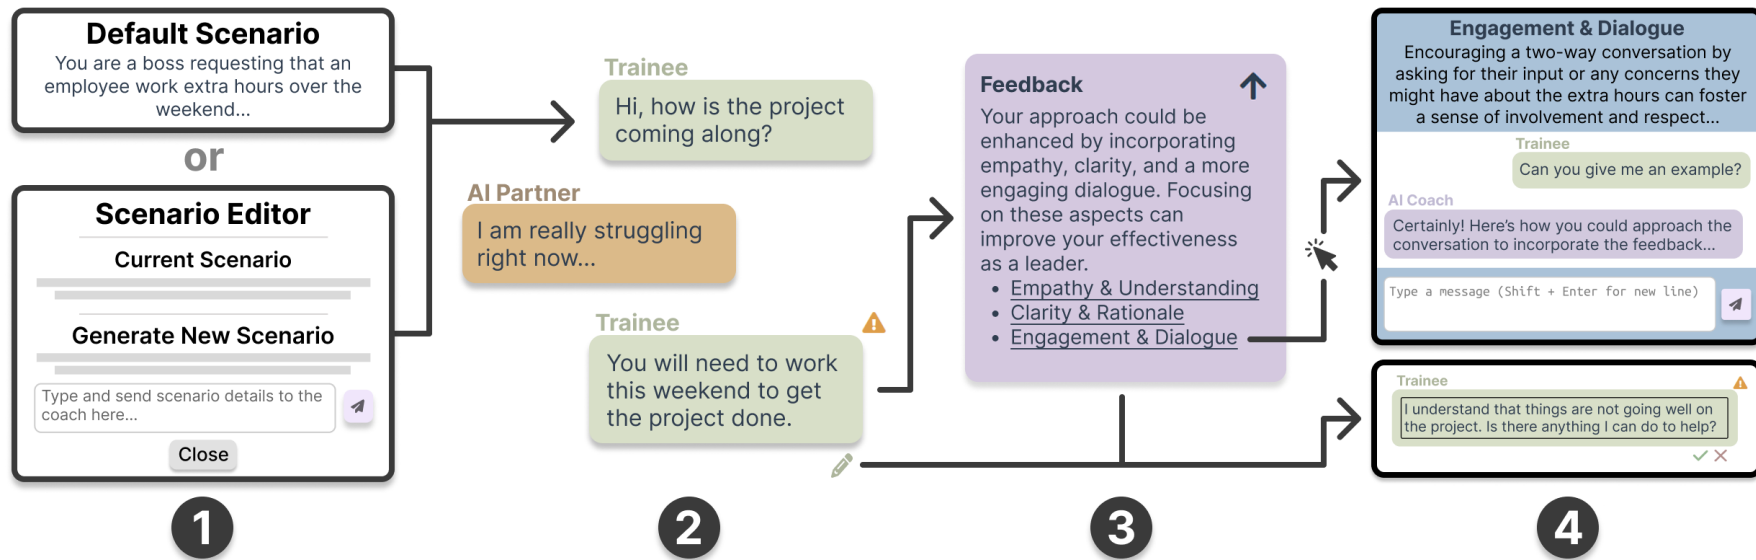 Default Scenario
You are a boss requesting that an
employee work extra hours over the
weekend...
or
Scenario Editor
Current Scenario
Generate New Scenario
Type and send scenario details to the
coach here...
Close
1
Trainee
Hi, how is the project
coming along?
AI Partner
I am really struggling
right now...
Trainee
You will need to work
this weekend to get
the project done.
2
Feedback
Your approach could be
enhanced by incorporating
empathy, clarity, and a more
engaging dialogue. Focusing
on these aspects can
improve your effectiveness
as a leader.
• Empathy & Understanding
• Clarity & Rationale
• Engagement & Dialogue
3
Engagement & Dialogue
Encouraging a two-way conversation by
asking for their input or any concerns they
might have about the extra hours can foster
a sense of involvement and respect...
Trainee
Can you give me an example?
AI Coach
Certainly! Here's how you could approach the
conversation to incorporate the feedback...
Type a message (Shift + Enter for new line)
Trainee
I understand that things are not going well on
the project. Is there anything I can do to help?
4